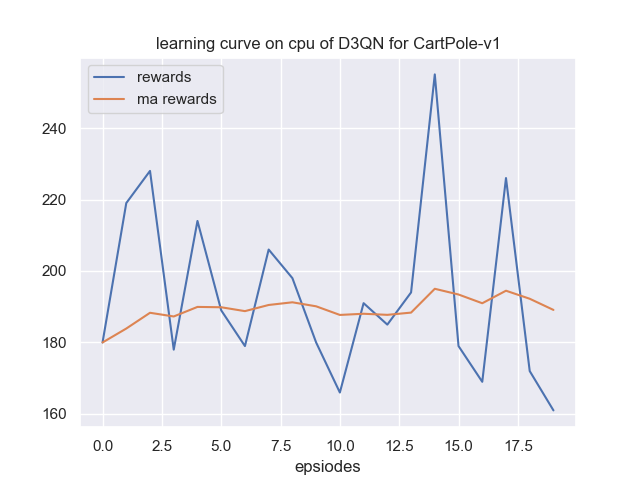 learning curve on cpu of D3QN for CartPole-v1
rewards
ma rewards
240
220
200
180
160
0.0 2.5 5.0 7.5 10.0 12.5 15.0 17.5
epsiodes